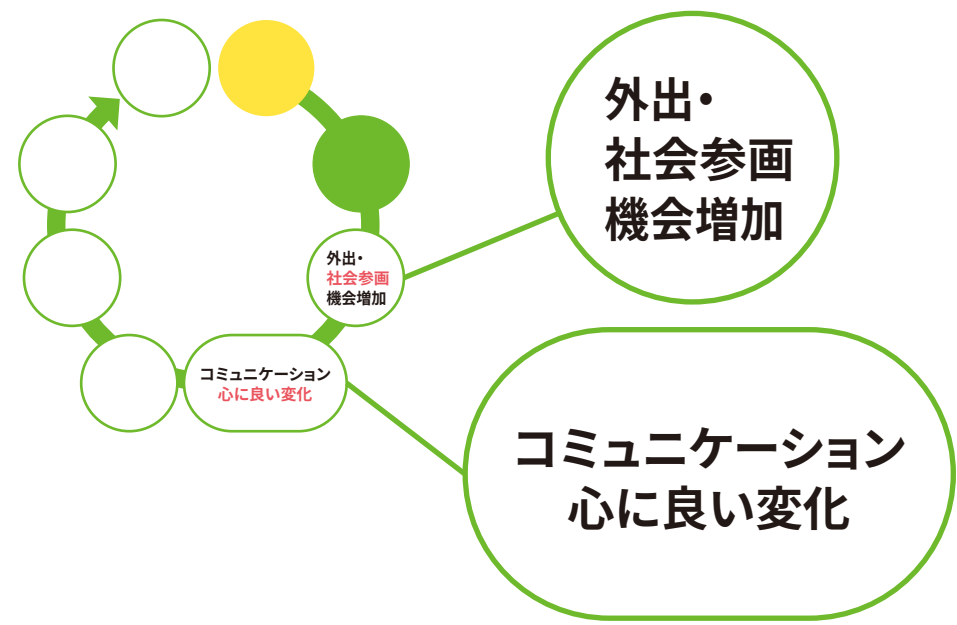 外出・
社会参画
機会増加
外出・
社会参画
機会増加
コミュニケーション
心に良い変化
コミュニケーション
心に良い変化